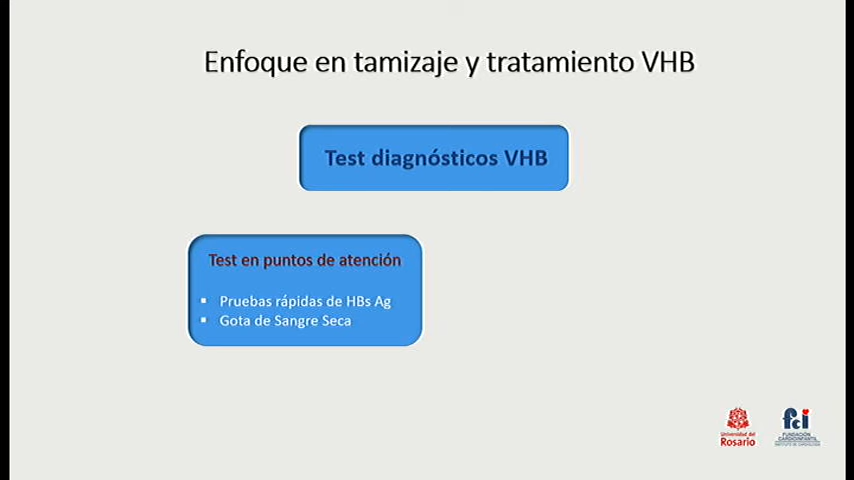 Enfoque en tamizaje y tratamiento VHB
Test diagnósticos VHB
Test en puntos de atención
▪ Pruebas rápidas de HBs Ag
▪ Gota de Sangre Seca
Universidad del
Rosario
fci
FUNDACIÓN
CARDIOINFANTIL